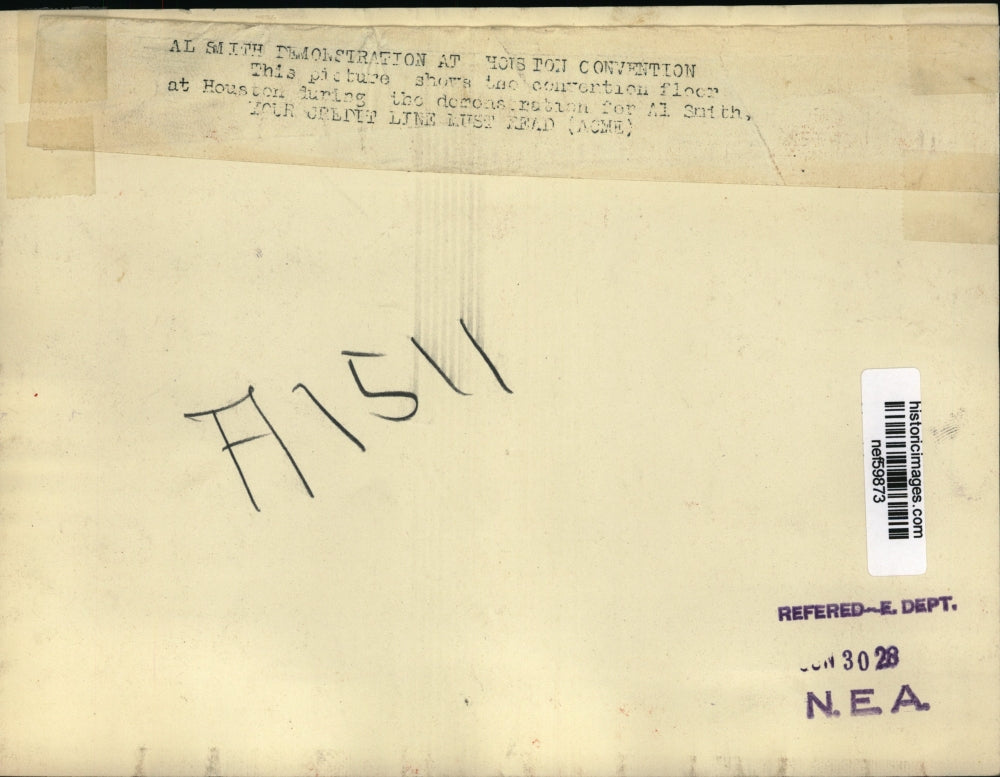 AL SMITH DEMONSTRATION AT HOUSTON CONVENTION
This picture shows the convention floor
at Houston during the demonstration for Al Smith,
YOUR CREDIT LINE MUST READ (ACME)
A1511
historicimages.com
nef59873
REFERED-E. DEPT.
JUN 30 28
N.E.A.